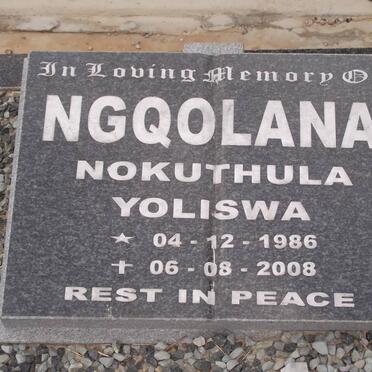 In Loving Memory O
NGQOLANA
NOKUTHULA
YOLISWA
★ 04 - 12 - 1986
✝ 06 - 08 - 2008
REST IN PEACE